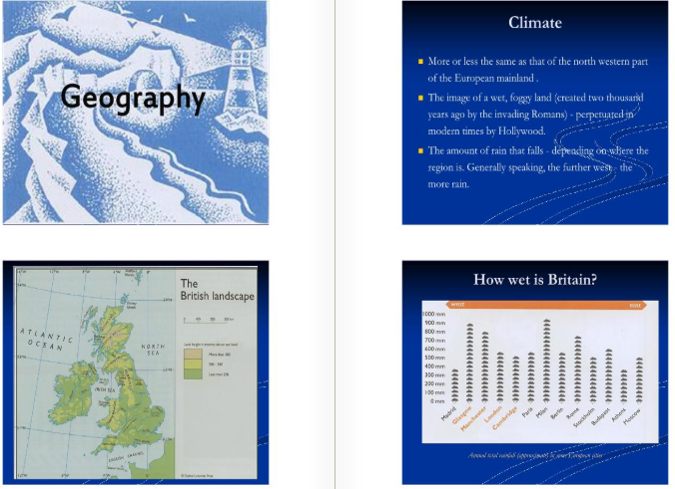 Geography
Climate
More or less the same as that of the north western part
of the European mainland .
The image of a wet, foggy land (created two thousand
years ago by the invading Romans) - perpetuated in
modern times by Hollywood.
The amount of rain that falls - depending on where the
region is. Generally speaking, the further west - the
more rain.
The
British landscape
ATLANTIC
OCEAN
NORTH
SEA
IRISH SEA
How wet is Britain?
WEST
EAST
1000 mm
900 mm
800 mm
700 mm
600 mm
500 mm
400 mm
300 mm
200 mm
100 mm
0 mm
Madrid
Glasgow
Manchester
London
Cambridge
Paris
Milan
Berlin
Rome
Stockholm
Budapest
Athens
Moscow
Annual total rainfall (approximate) in some European cities